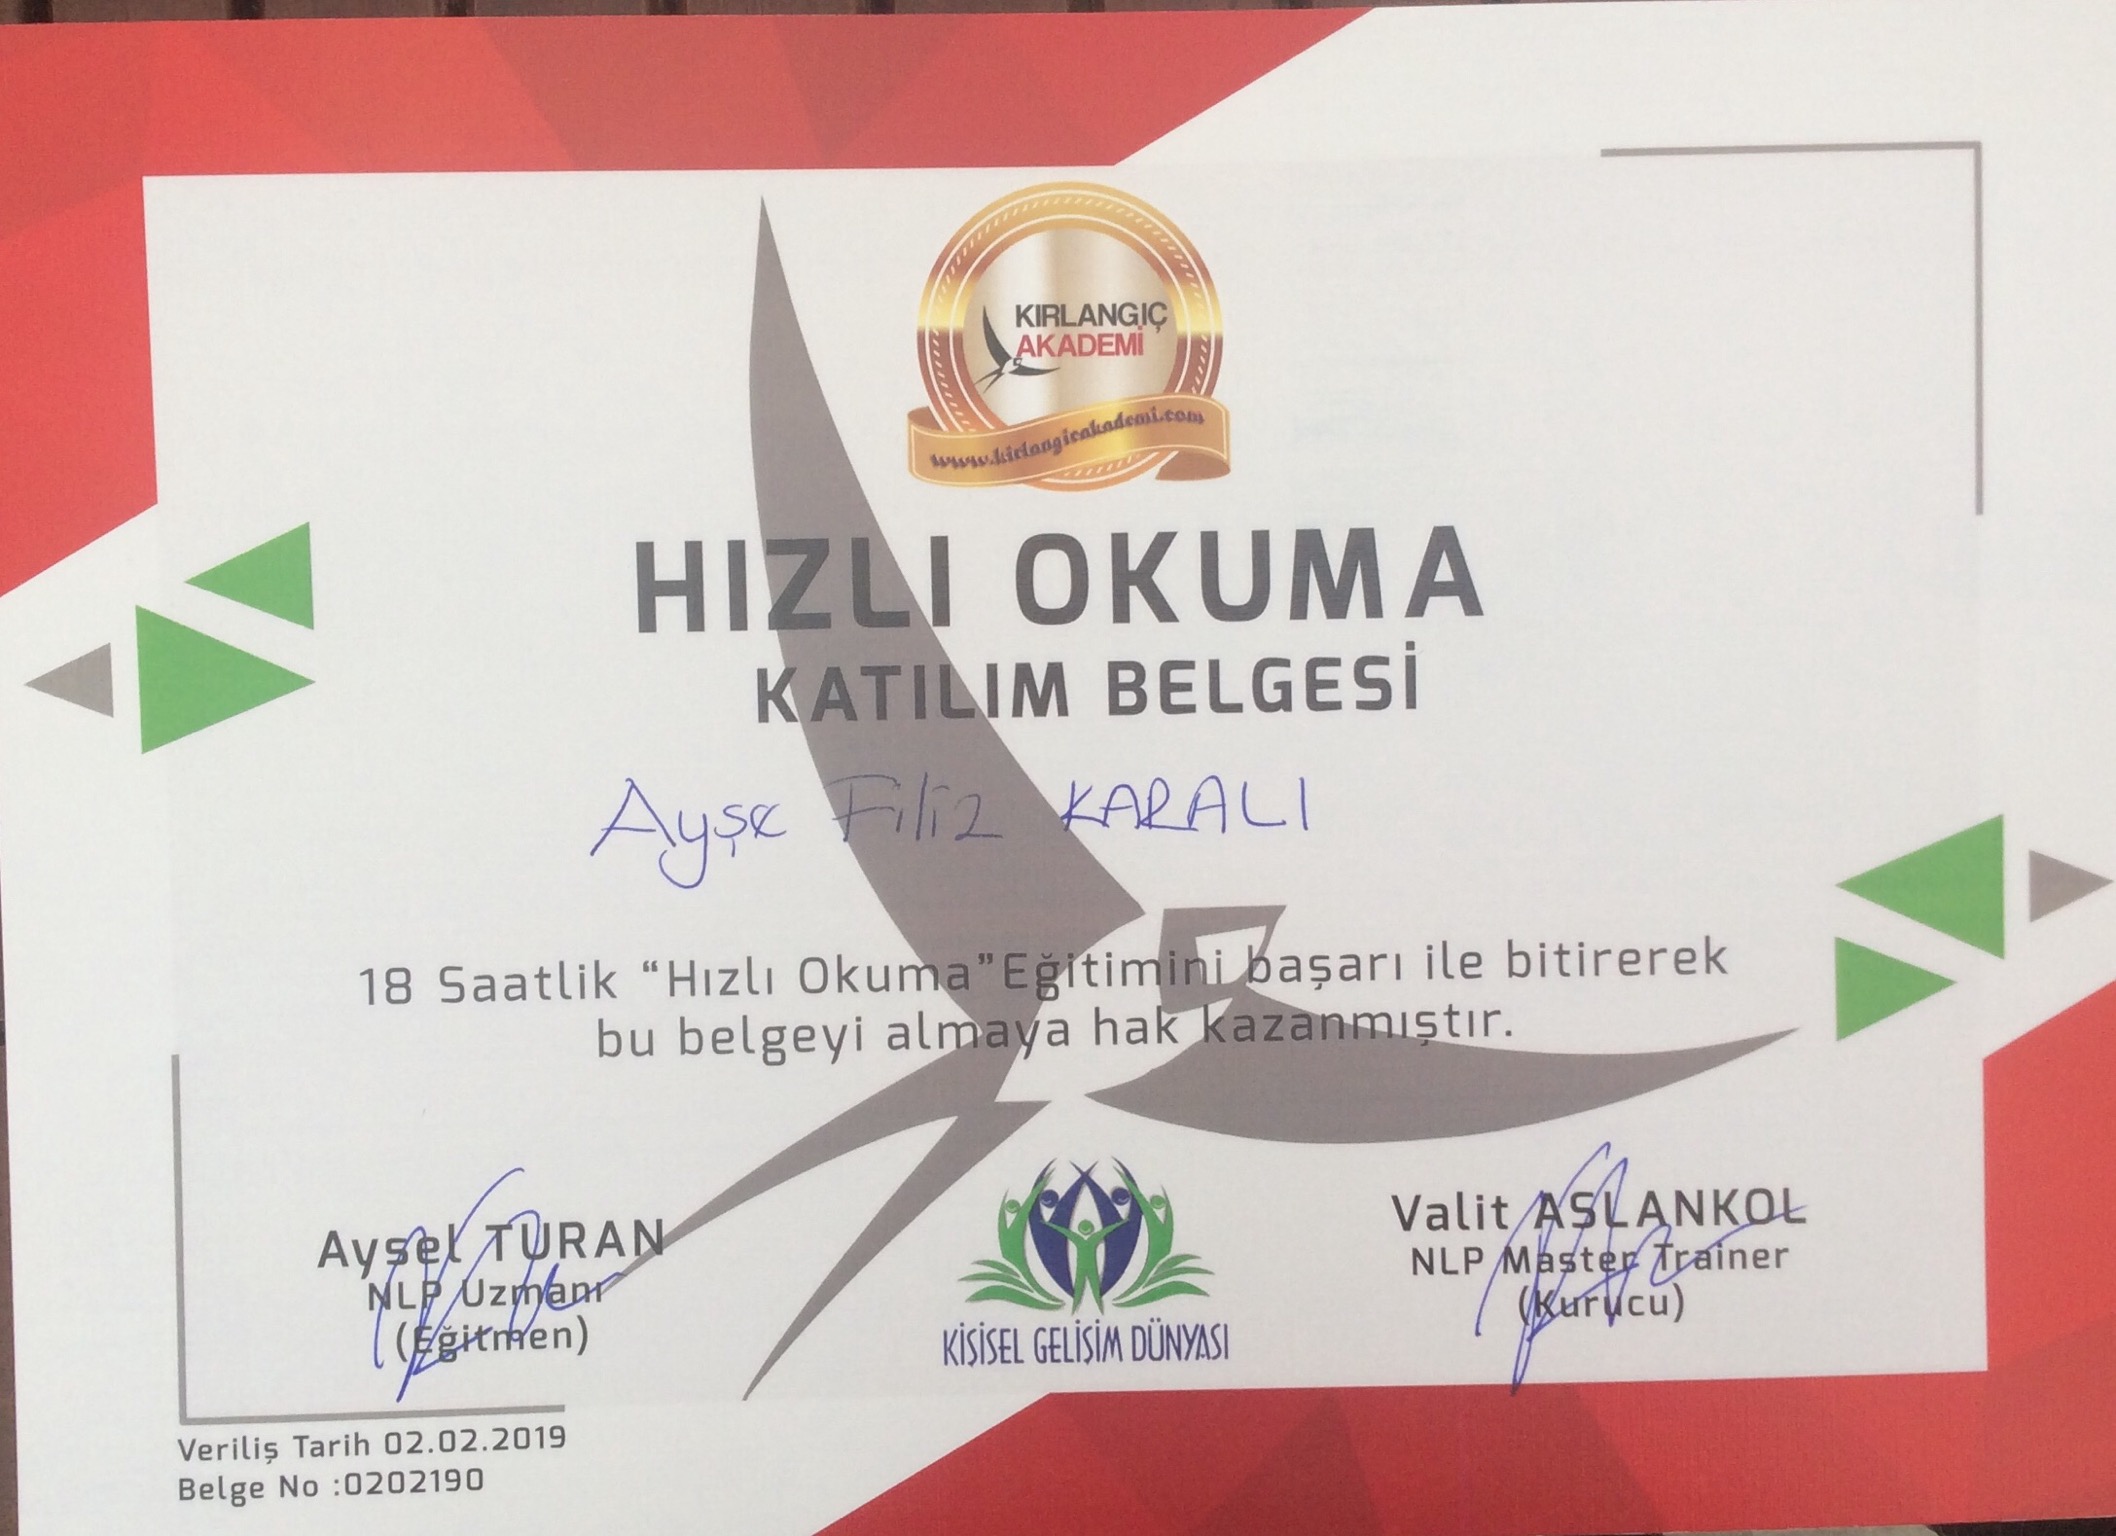 KIRLANGIÇ
AKADEMİ
www.kirlangicakademi.com
HIZLI OKUMA
KATILIM BELGESİ
Ayşe Filiz KARALI
18 Saatlik “Hızlı Okuma”Eğitimini başarı ile bitirerek
bu belgeyi almaya hak kazanmıştır.
Aysel TURAN
NLP Uzmanı
(Eğitmen)
KİŞİSEL GELİŞİM DÜNYASI
Valit ASLANKOL
NLP Master Trainer
(Kurucu)
Veriliş Tarih 02.02.2019
Belge No :0202190